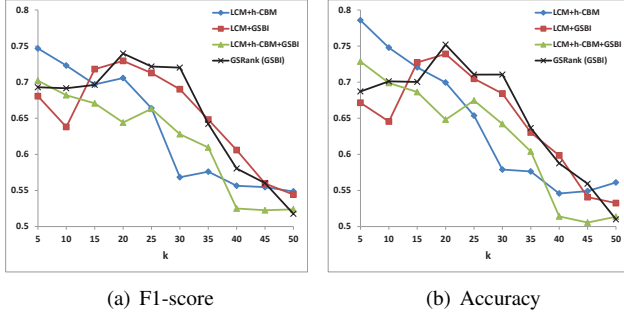 0.8
0.75
0.7
0.65
0.6
0.55
0.5
5 10 15 20 25 30 35 40 45 50
k
LCM+h-CBM
LCM+GSBI
LCM+h-CBM+GSBI
GSRank (GSBI)
(a) F1-score
0.8
0.75
0.7
0.65
0.6
0.55
0.5
5 10 15 20 25 30 35 40 45 50
k
LCM+h-CBM
LCM+GSBI
LCM+h-CBM+GSBI
GSRank (GSBI)
(b) Accuracy